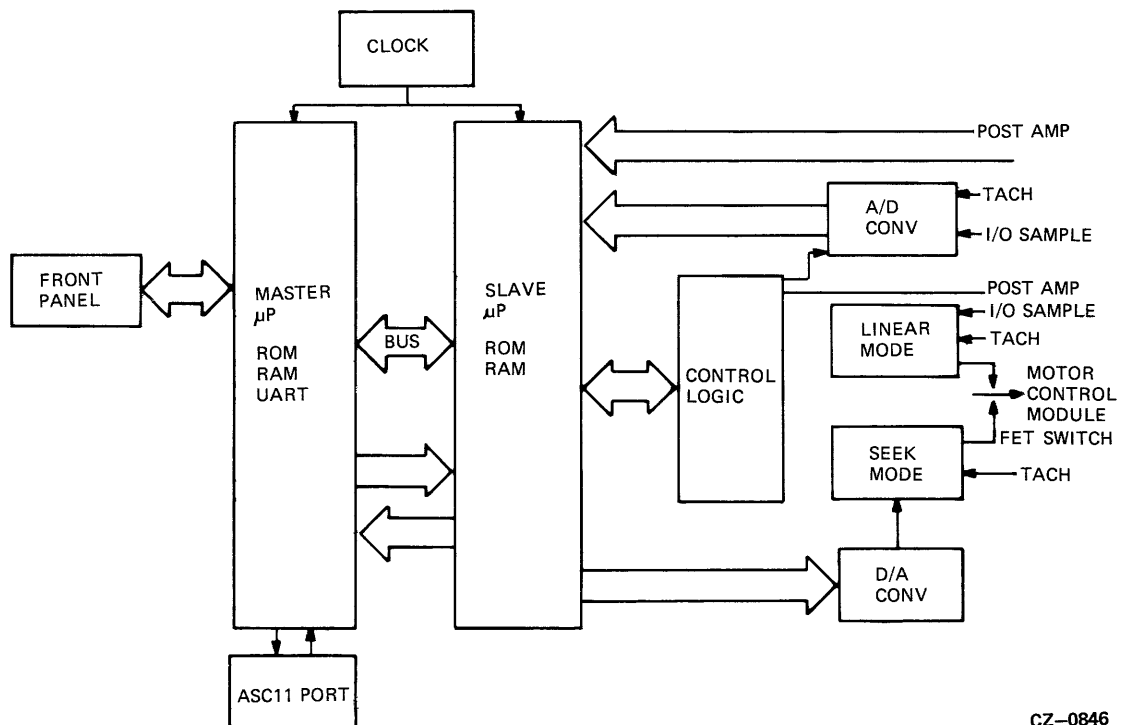 CLOCK
POST AMP
TACH
A/D
CONV
I/O SAMPLE
FRONT
PANEL
MASTER
μP
ROM
RAM
UART
BUS
SLAVE
μP
ROM
RAM
CONTROL
LOGIC
POST AMP
I/O SAMPLE
LINEAR
MODE
TACH
MOTOR
CONTROL
MODULE
FET SWITCH
SEEK
MODE
TACH
D/A
CONV
ASC11 PORT
CZ–0846